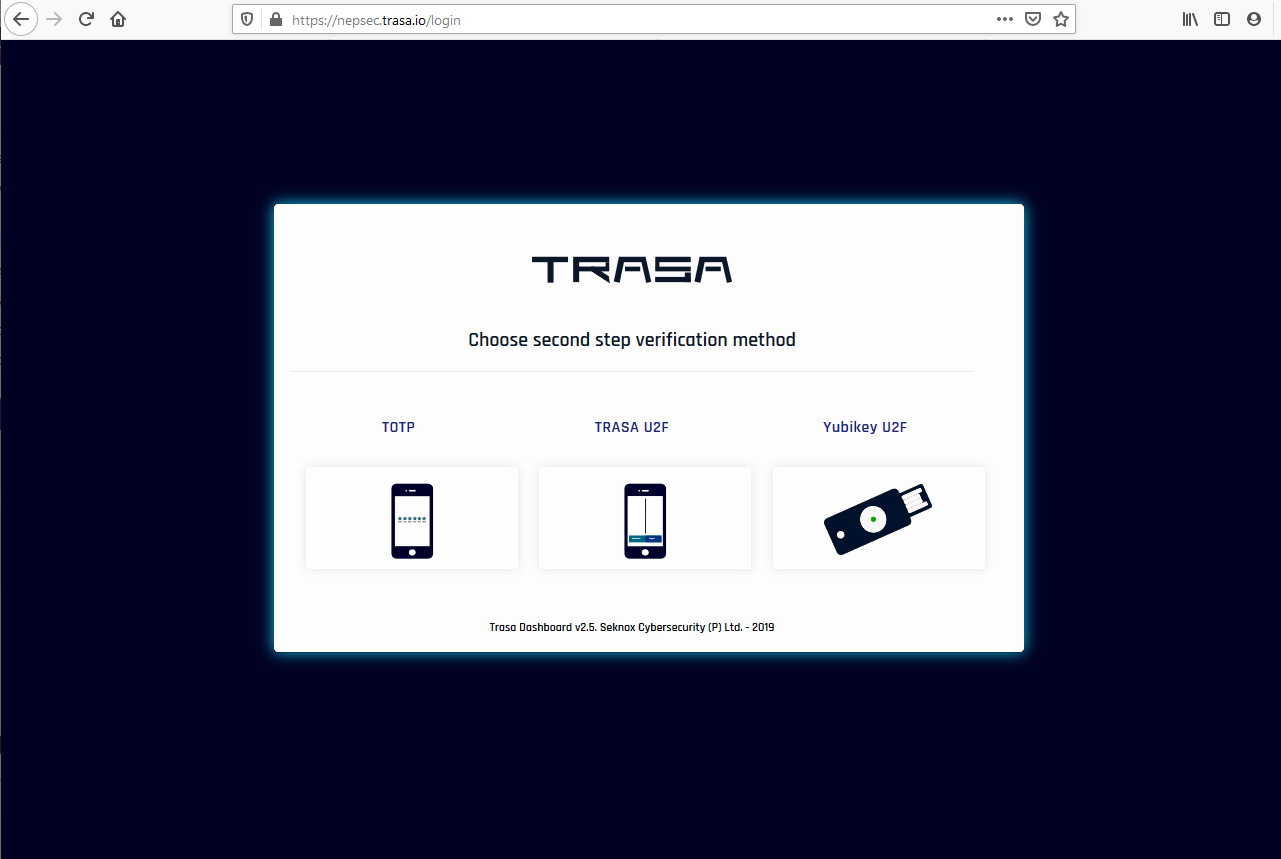 https://nepsec.trasa.io/login
TRASA
Choose second step verification method
TOTP
TRASA U2F
Yubikey U2F
******
Trasa Dashboard v2.5. Seknox Cybersecurity (P) Ltd. - 2019